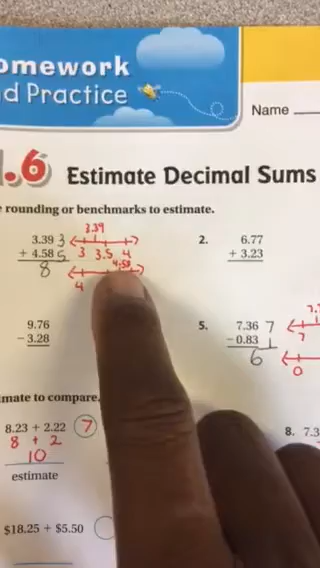 omework
d Practice
Name
.6 Estimate Decimal Sums
rounding or benchmarks to estimate.
3.39
3.39 3
+ 4.58 5
3 3.5 4
8
4.58
4
2. 6.77
+ 3.23
9.76
- 3.28
5. 7.36 7
- 0.83 1
6
0
mate to compare.
8.23 + 2.22 7
8 + 2
10
estimate
8. 7.3
$18.25 + $5.50